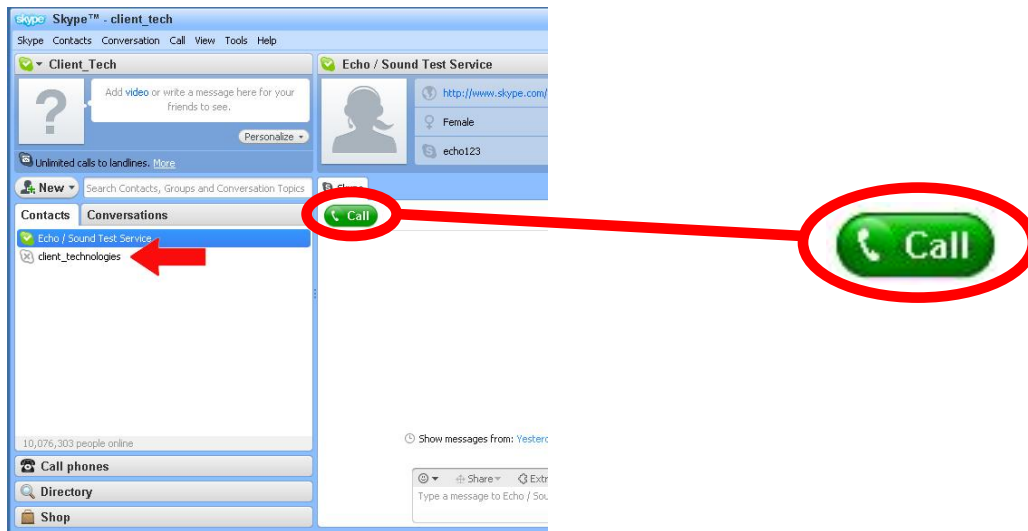 skype Skype™ - client_tech
Skype Contacts Conversation Call View Tools Help
Client_Tech
Add video or write a message here for your
friends to see.
Personalize
Unlimited calls to landlines. More
New Search Contacts, Groups and Conversation Topics
Contacts Conversations
Echo / Sound Test Service
client_technologies
10,076,303 people online
Call phones
Directory
Shop
Echo / Sound Test Service
http://www.skype.com/
Female
echo123
Call
Show messages from:
Share
Type a message to Echo /
Call